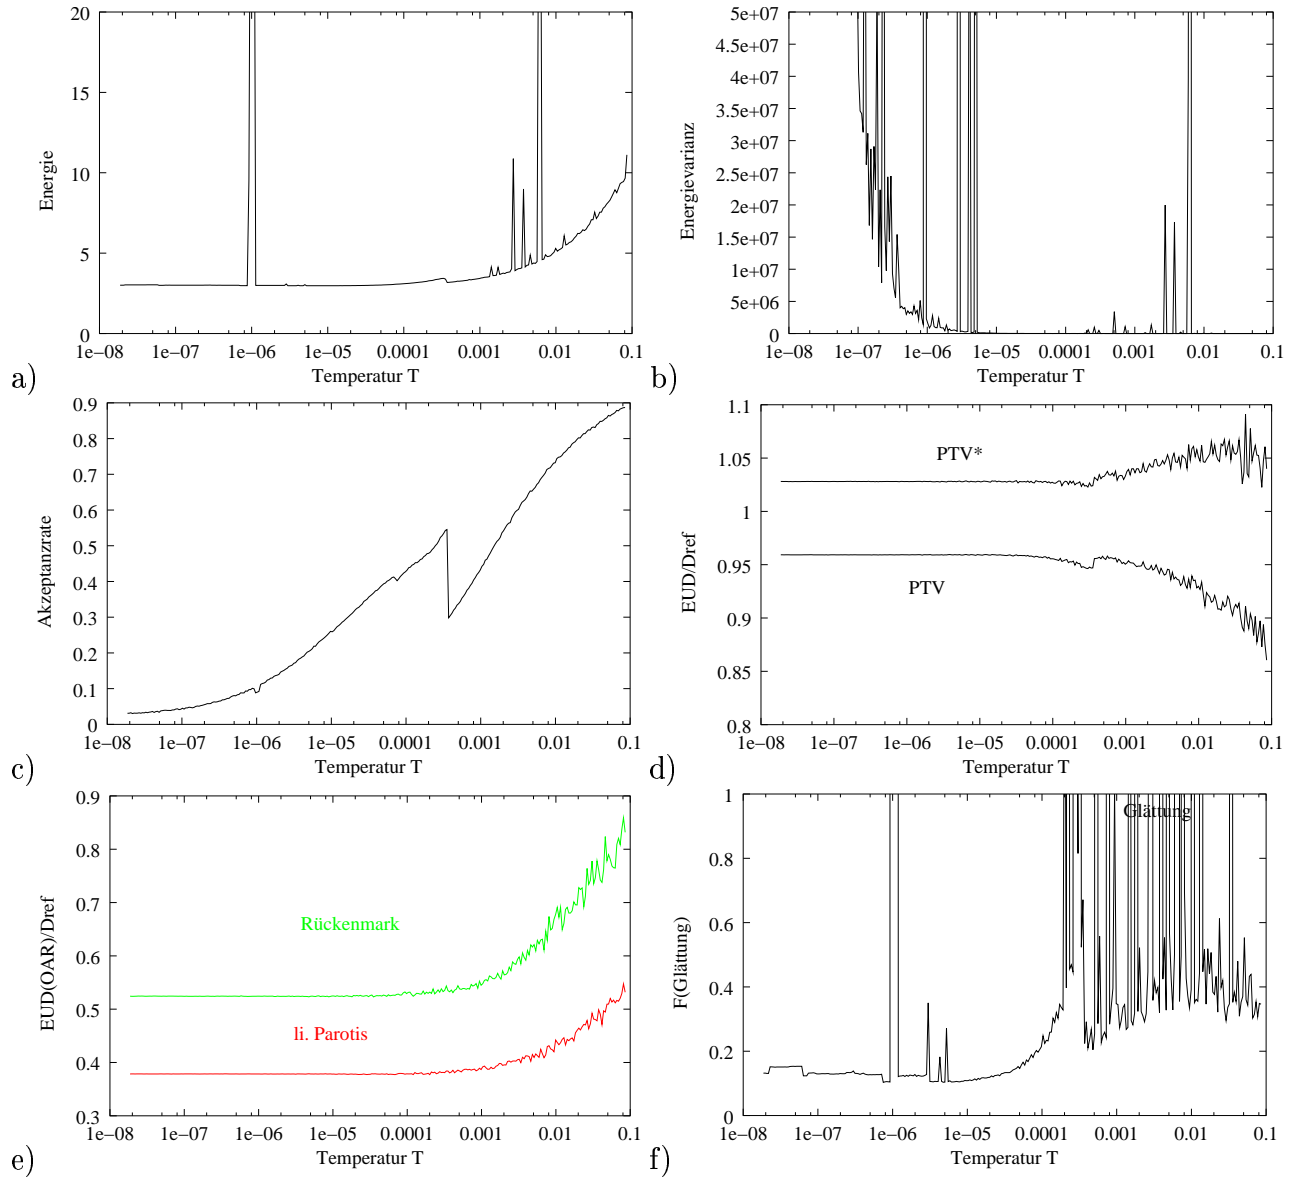 20
15
10
5
0
Energie
1e−08 1e−07 1e−06 1e−05 0.0001 0.001 0.01 0.1
Temperatur T
a)
5e+07
4.5e+07
4e+07
3.5e+07
3e+07
2.5e+07
2e+07
1.5e+07
1e+07
5e+06
0
Energievarianz
1e−08 1e−07 1e−06 1e−05 0.0001 0.001 0.01 0.1
Temperatur T
b)
0.9
0.8
0.7
0.6
0.5
0.4
0.3
0.2
0.1
0
Akzeptanzrate
1e−08 1e−07 1e−06 1e−05 0.0001 0.001 0.01 0.1
Temperatur T
c)
1.1
1.05
1
0.95
0.9
0.85
0.8
EUD/Dref
PTV*
PTV
1e−08 1e−07 1e−06 1e−05 0.0001 0.001 0.01 0.1
Temperatur T
d)
0.9
0.8
0.7
0.6
0.5
0.4
0.3
EUD(OAR)/Dref
Rückenmark
li. Parotis
1e−08 1e−07 1e−06 1e−05 0.0001 0.001 0.01 0.1
Temperatur T
e)
1
0.8
0.6
0.4
0.2
0
F(Glättung)
Glättung
1e−08 1e−07 1e−06 1e−05 0.0001 0.001 0.01 0.1
Temperatur T
f)